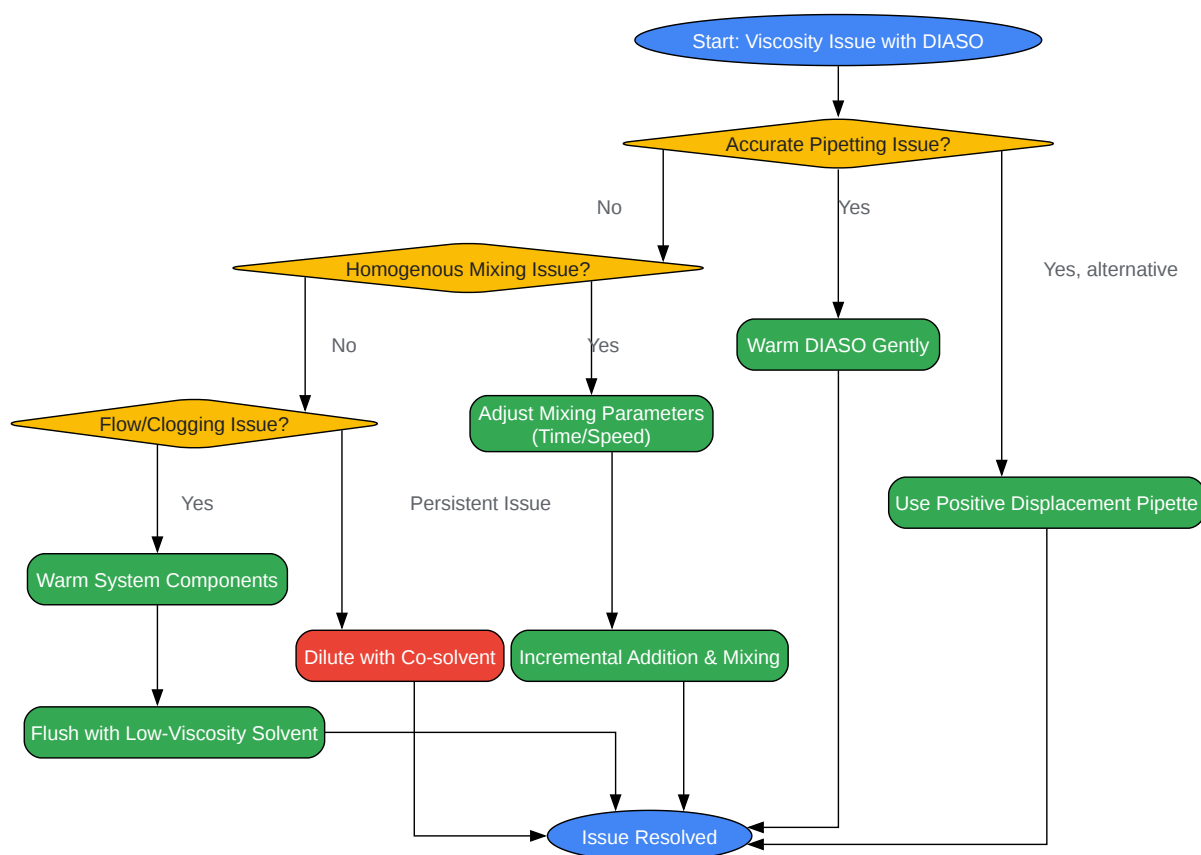 Start: Viscosity Issue with DIASO
Accurate Pipetting Issue?
No
Yes
Yes, alternative
Homogenous Mixing Issue?
No
Yes
Warm DIASO Gently
Flow/Clogging Issue?
Adjust Mixing Parameters
(Time/Speed)
Yes
Persistent Issue
Use Positive Displacement Pipette
Warm System Components
Dilute with Co-solvent
Incremental Addition & Mixing
Flush with Low-Viscosity Solvent
Issue Resolved